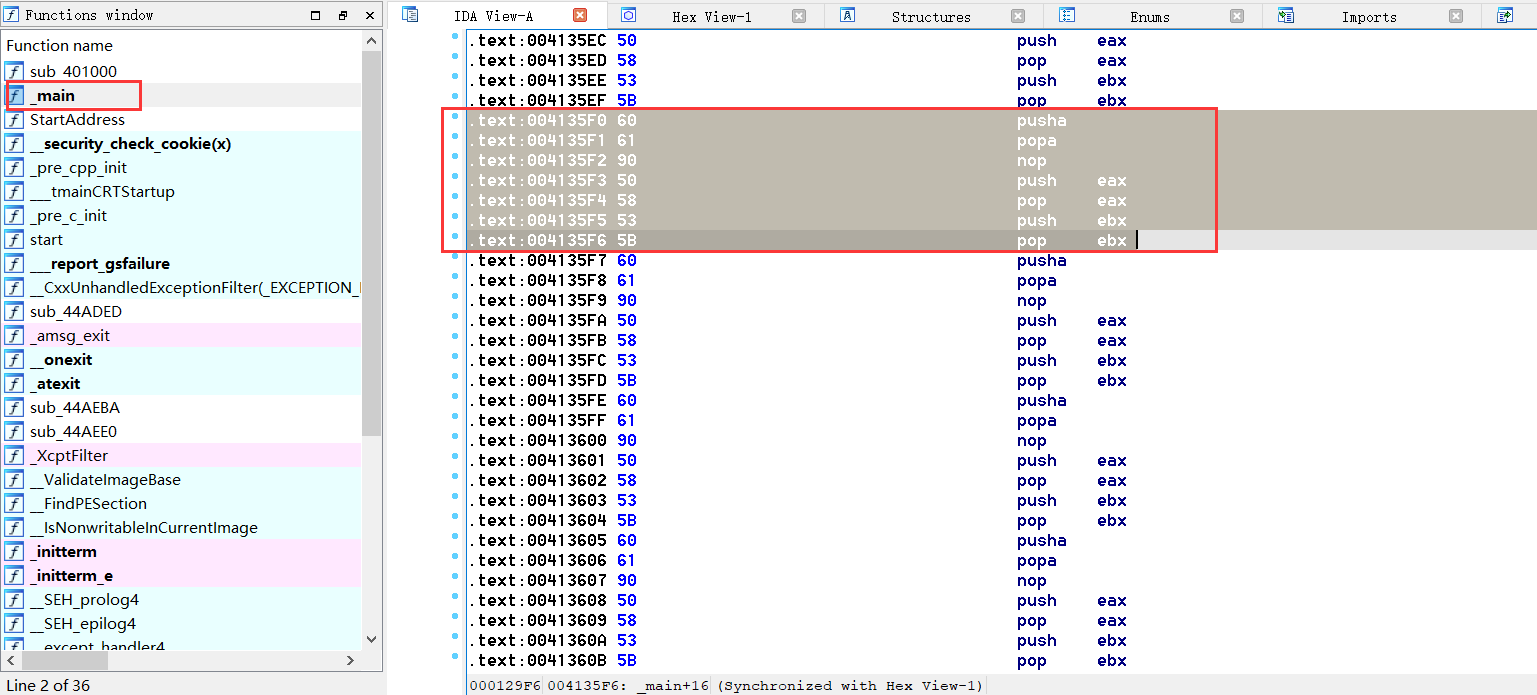 Functions window
Function name
sub_401000
_main
StartAddress
__security_check_cookie(x)
_pre_cpp_init
___tmainCRTStartup
_pre_c_init
start
___report_gsfailure
__CxxUnhandledExceptionFilter(_EXCEPTION_
sub_44ADED
_amsg_exit
__onexit
_atexit
sub_44AEBA
sub_44AEE0
_XcptFilter
__ValidateImageBase
__FindPESection
__IsNonwritableInCurrentImage
_initterm
_initterm_e
__SEH_prolog4
__SEH_epilog4
__except_handler4
Line 2 of 36
IDA View-A Hex View-1 Structures Enums Imports
.text:004135EC 50 push eax
.text:004135ED 58 pop eax
.text:004135EE 53 push ebx
.text:004135EF 5B pop ebx
.text:004135F0 60 pusha
.text:004135F1 61 popa
.text:004135F2 90 nop
.text:004135F3 50 push eax
.text:004135F4 58 pop eax
.text:004135F5 53 push ebx
.text:004135F6 5B pop ebx
.text:004135F7 60 pusha
.text:004135F8 61 popa
.text:004135F9 90 nop
.text:004135FA 50 push eax
.text:004135FB 58 pop eax
.text:004135FC 53 push ebx
.text:004135FD 5B pop ebx
.text:004135FE 60 pusha
.text:004135FF 61 popa
.text:00413600 90 nop
.text:00413601 50 push eax
.text:00413602 58 pop eax
.text:00413603 53 push ebx
.text:00413604 5B pop ebx
.text:00413605 60 pusha
.text:00413606 61 popa
.text:00413607 90 nop
.text:00413608 50 push eax
.text:00413609 58 pop eax
.text:0041360A 53 push ebx
.text:0041360B 5B pop ebx
000129F6 004135F6: _main+16 (Synchronized with Hex View-1)